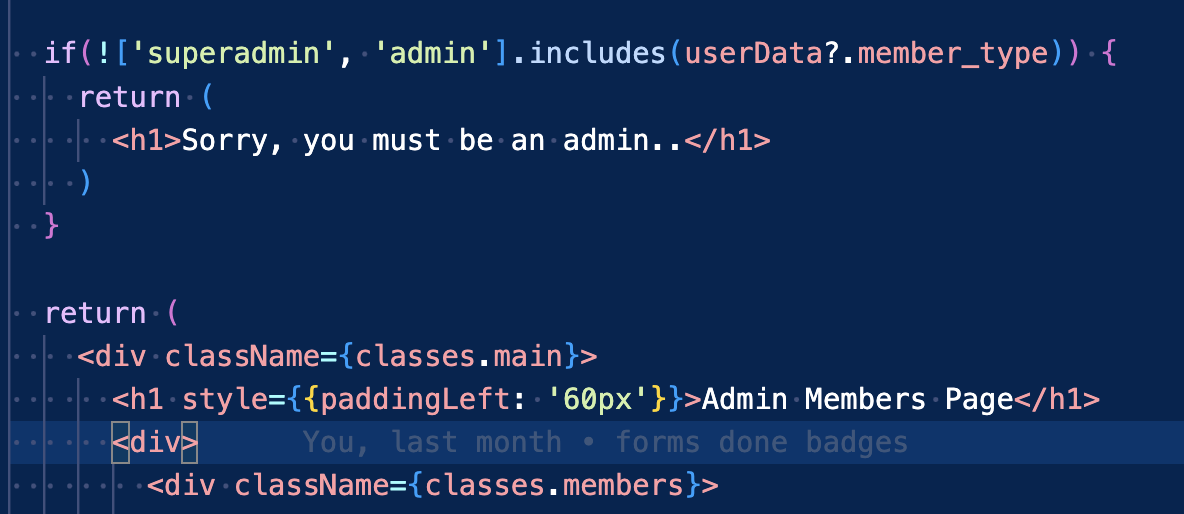 if(!['superadmin', 'admin'].includes(userData?.member_type)) {
return (
<h1>Sorry, you must be an admin..</h1>
)
}
return (
<div className={classes.main}>
<h1 style={{paddingLeft: '60px'}}>Admin Members Page</h1>
<div> You, last month • forms done badges
<div className={classes.members}>